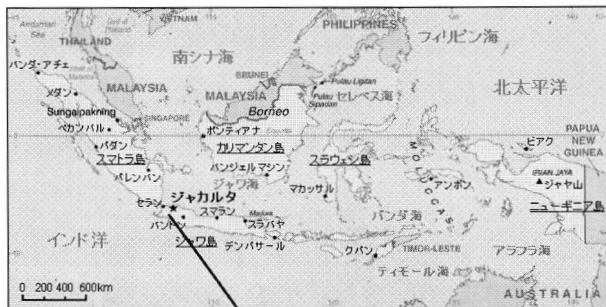 Andaman Sea
THAILAND
VIETNAM
PHILIPPINES
フィリピン海
南シナ海
バンダ・アチェ
メダン
MALAYSIA
BRUNEI
MALAYSIA
Pulau Ligitan
Pulau Sipadan
セレベス海
北太平洋
Sungaipakning
ペカンバル
SINGAPORE
Borneo
ポンティアナ
パダン
スマトラ島
カリマンタン島
スラウェシ島
MOLUCCAS
ビアク
PAPUA NEW GUINEA
パレンバン
バンジェルマシン
ジャワ海
マカッサル
アンボン
IRIAN JAYA
ジャヤ山
ニューギニア島
セラン
ジャカルタ
スマラン
Madura
スラバヤ
バンドン
ジャワ島
デンパサール
バンダ海
クパン
TIMOR-LESTE
アラフラ海
ティモール海
インド洋
0 200 400 600km
AUSTRALIA